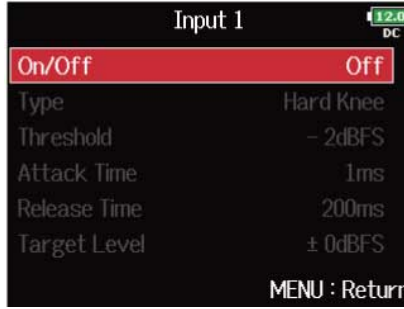 Input 1
12.0
DC
On/Off Off
Type Hard Knee
Threshold - 2dBFS
Attack Time 1ms
Release Time 200ms
Target Level ± 0dBFS
MENU : Return